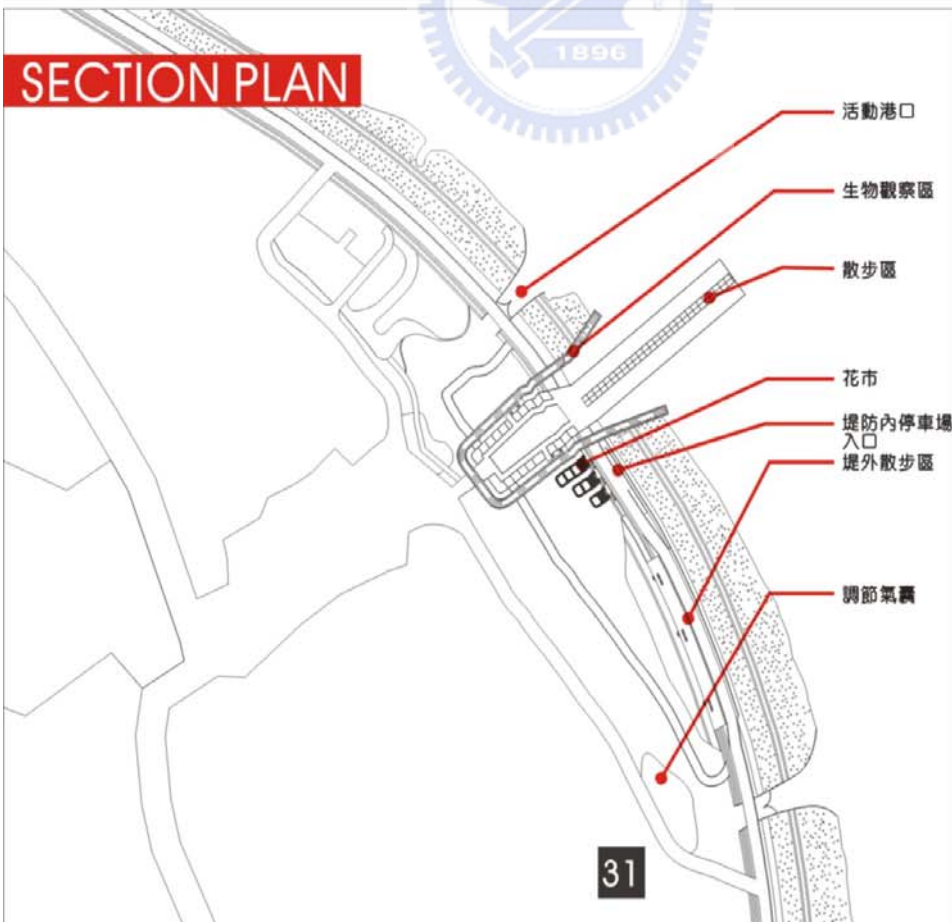 1896
SECTION PLAN
活動港口
生物觀察區
散步區
花市
堤防內停車場
入口
堤外散步區
調節氣囊
31